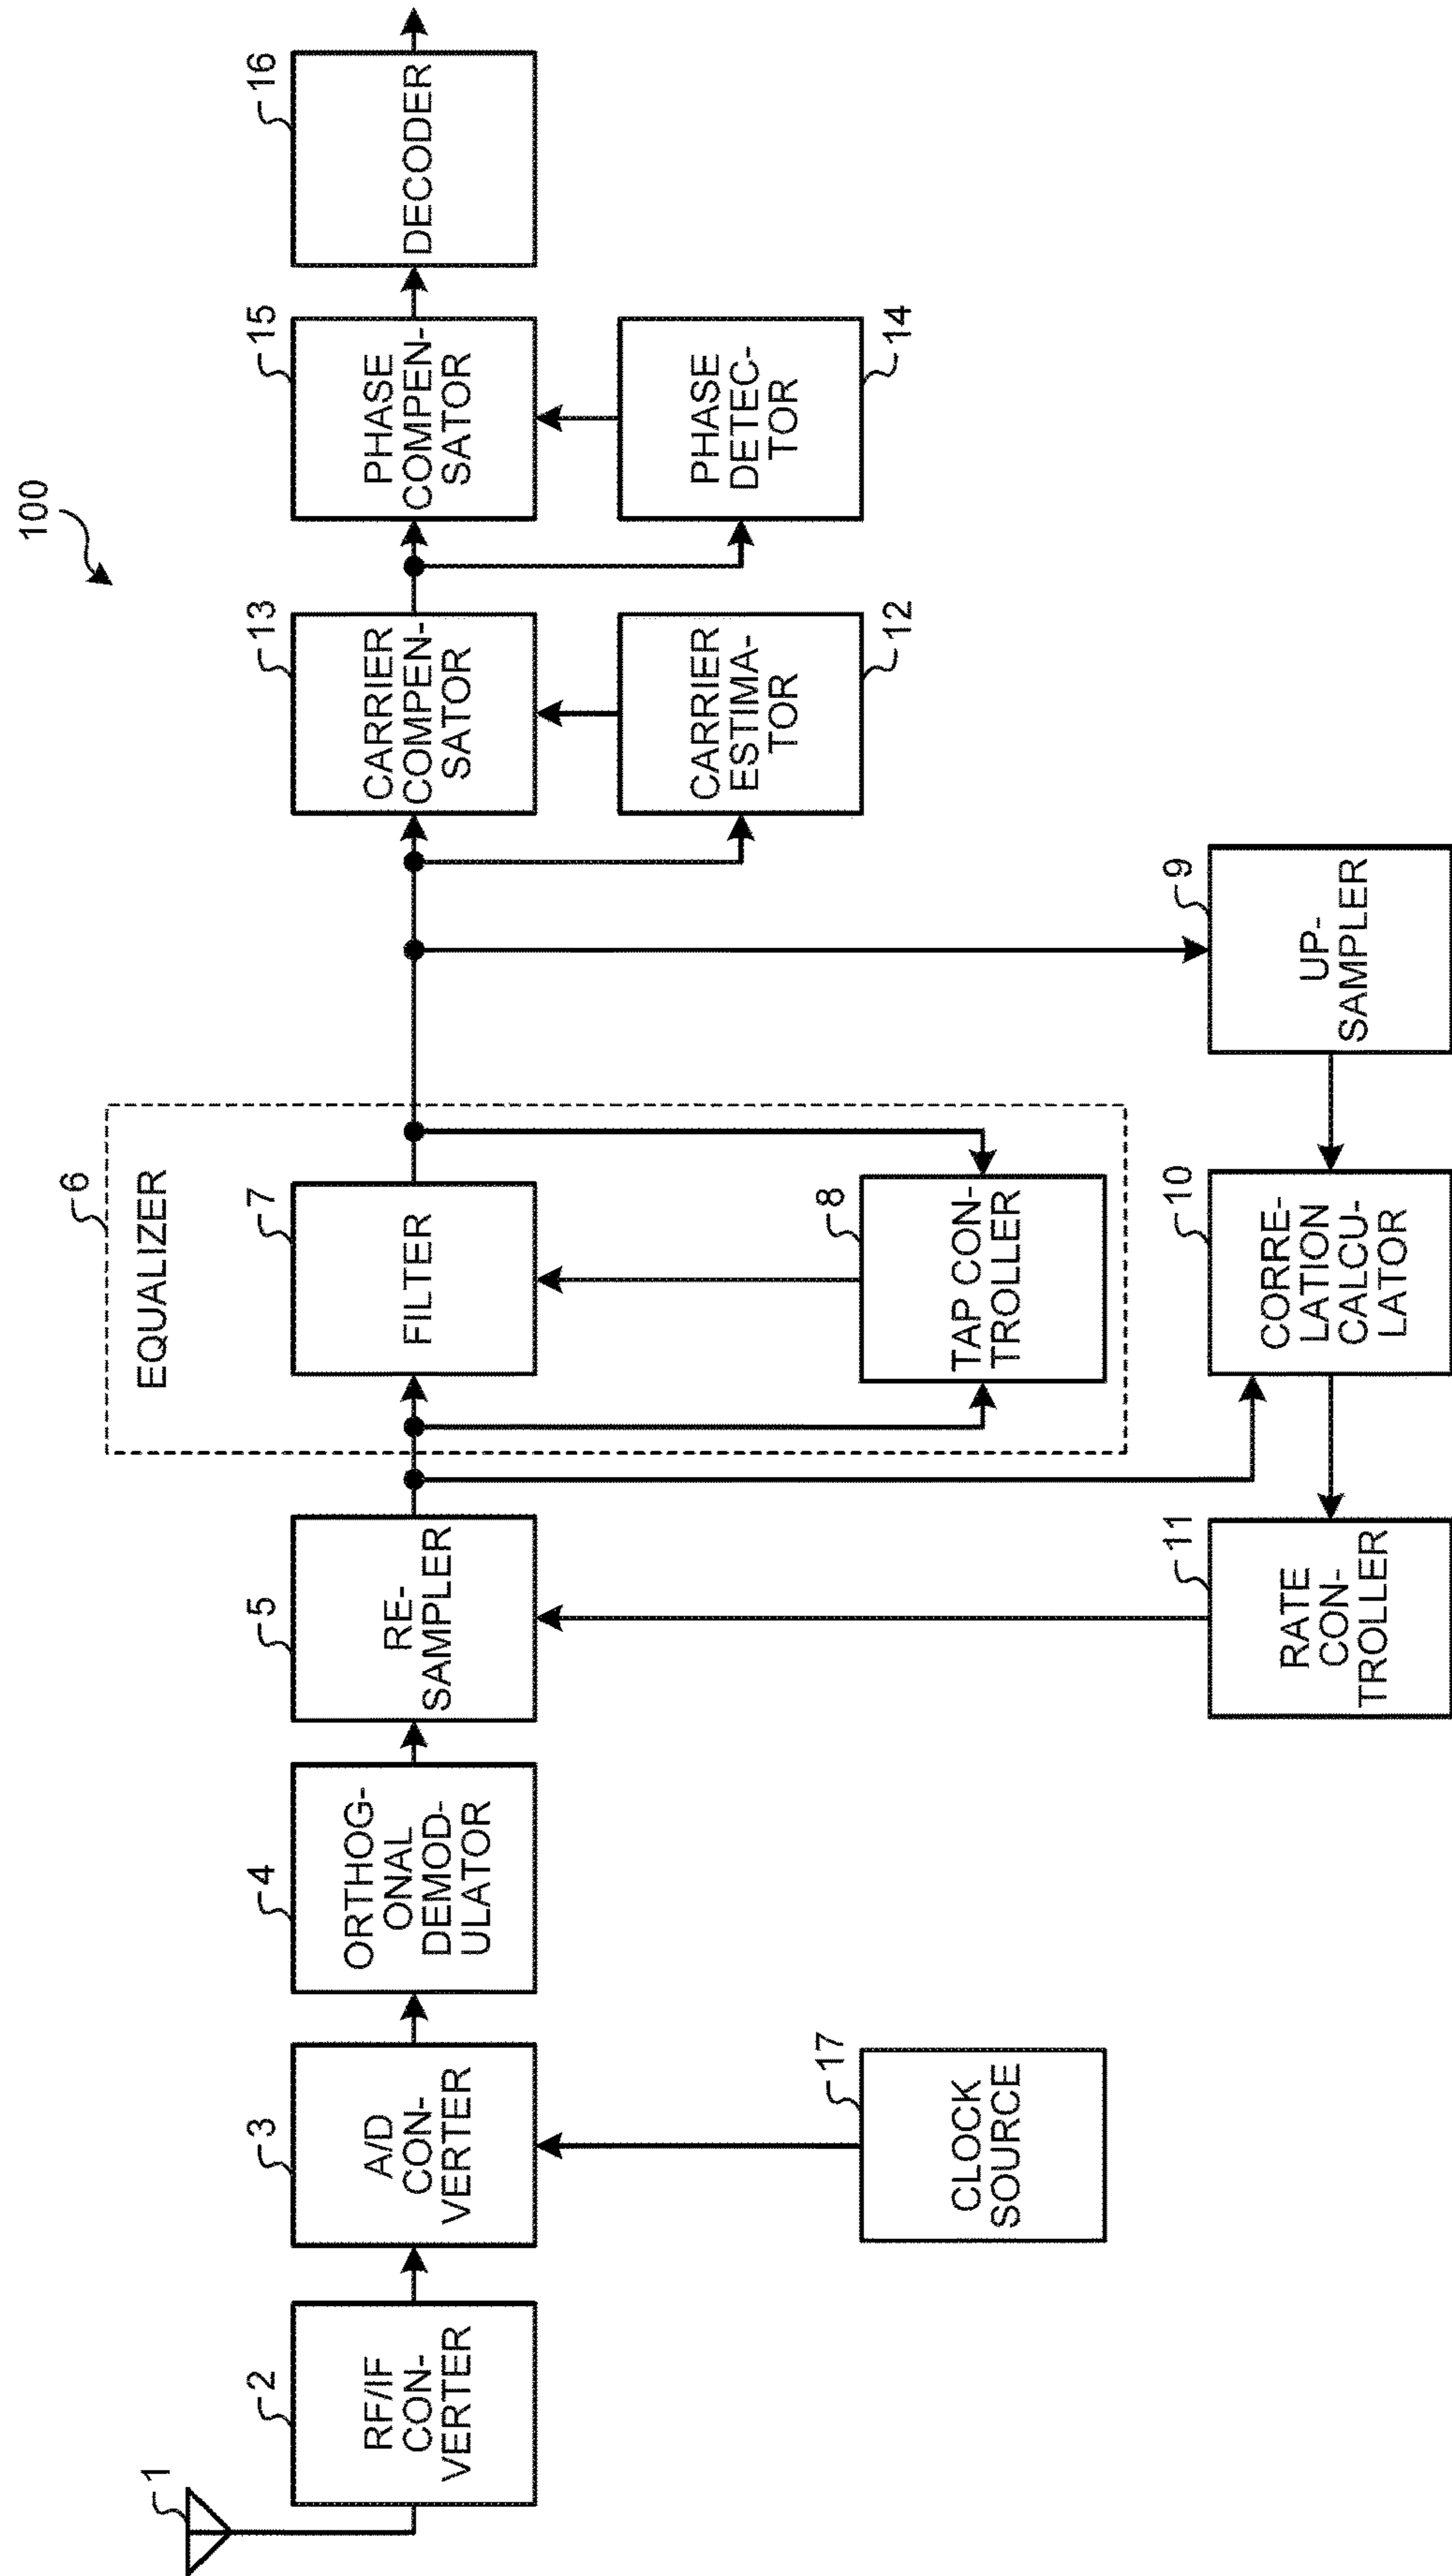 100
1
2
RF/IF
CON-
VERTER
3
A/D
CON-
VERTER
17
CLOCK
SOURCE
4
ORTHOG-
ONAL
DEMOD-
ULATOR
5
RE-
SAMPLER
6
EQUALIZER
7
FILTER
8
TAP CON-
TROLLER
9
UP-
SAMPLER
10
CORRE-
LATION
CALCU-
LATOR
11
RATE
CON-
TROLLER
13
CARRIER
COMPEN-
SATOR
12
CARRIER
ESTIMA-
TOR
15
PHASE
COMPEN-
SATOR
14
PHASE
DETEC-
TOR
16
DECODER